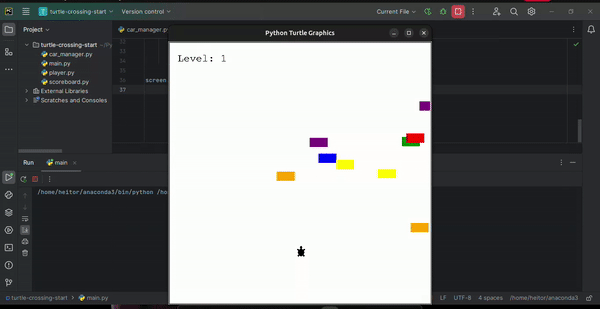 turtle-crossing-start
Version control
Current File
Python Turtle Graphics
Project
car_manager.py
turtle-crossing-start
car_manager.py
main.py
player.py
scoreboard.py
External Libraries
Scratches and Consoles
screen
37
Level: 1
Run
main
/home/heitor/anaconda3/bin/python
turtle-crossing-start
main.py
LF
UTF-8
4 spaces
/home/heitor/anaconda3